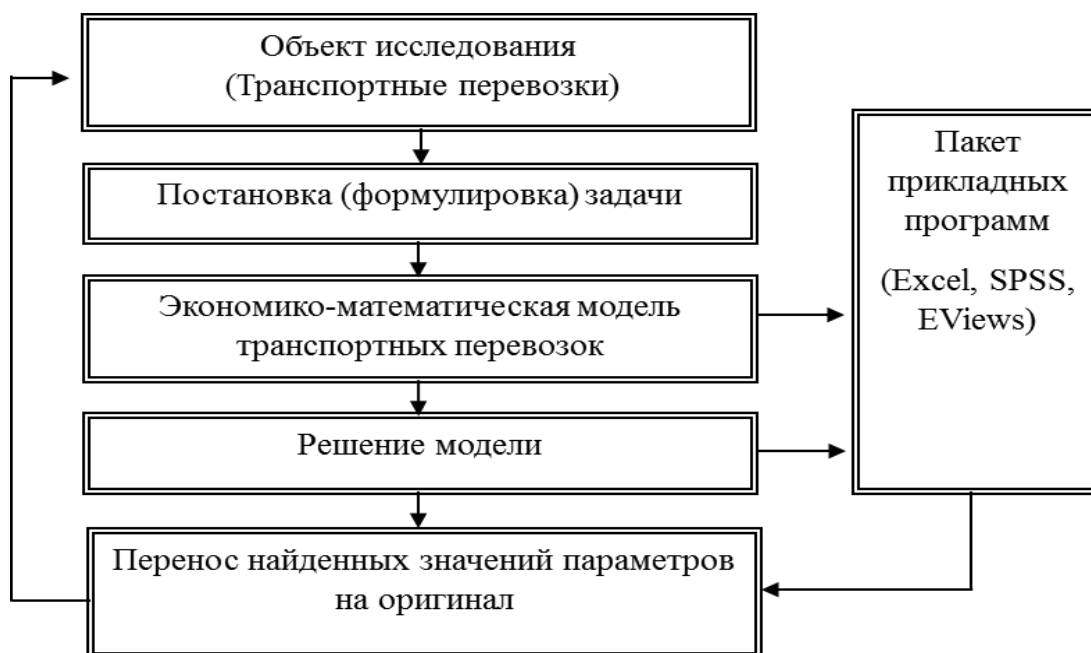 Объект исследования
(Транспортные перевозки)
Постановка (формулировка) задачи
Экономико-математическая модель
транспортных перевозок
Решение модели
Перенос найденных значений параметров
на оригинал
Пакет
прикладных
программ
(Excel, SPSS,
EViews)